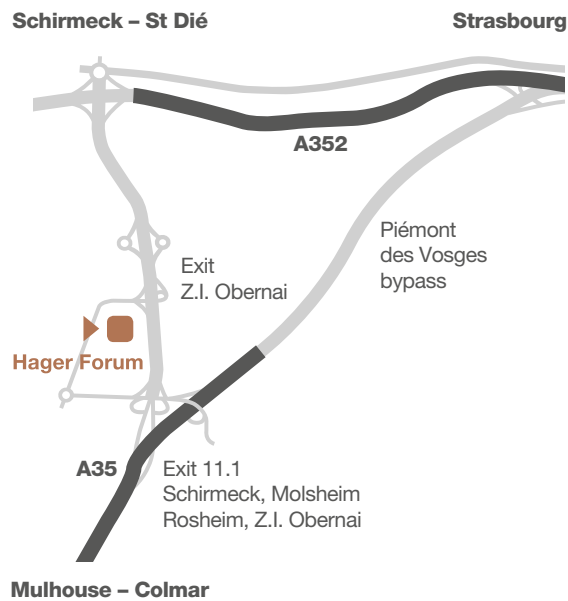 Schirmeck – St Dié
Strasbourg
A352
Piémont
des Vosges
bypass
Exit
Z.I. Obernai
Hager Forum
A35
Exit 11.1
Schirmeck, Molsheim
Rosheim, Z.I. Obernai
Mulhouse – Colmar